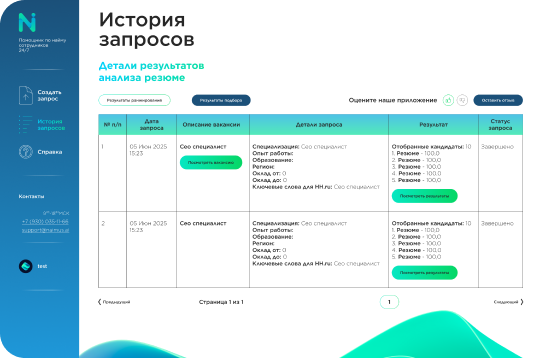 Ni
Помощник по найму
сотрудников
24/7
Создать
запрос
История
запросов
Справка
Контакты
+7 (930) 035-11-66
test
История
запросов
Детали результатов
анализа резюме
Результаты ранжирования
Результаты подбора
Оцените наше приложение
Оставить отзыв
№ п/п
Дата
запроса
Описание вакансии
Детали запроса
Результат
Статус
запроса
1
05 Июн 2025
15:23
Сео специалист
Посмотреть вакансию
Специализация: Сео специалист
Опыт работы:
Образование:
Регион:
Оклад от: 0
Оклад до: 0
Ключевые слова для HH.ru: Сео специалист
Отобранные кандидаты: 10
1. Резюме - 100,0
2. Резюме - 100,0
3. Резюме - 100,0
4. Резюме - 100,0
5. Резюме - 100,0
Посмотреть результаты
Завершено
2
05 Июн 2025
15:23
Сео специалист
Специализация: Сео специалист
Опыт работы:
Образование:
Регион:
Оклад от: 0
Оклад до: 0
Ключевые слова для HH.ru: Сео специалист
Отобранные кандидаты: 10
1. Резюме - 100,0
2. Резюме - 100,0
3. Резюме - 100,0
4. Резюме - 100,0
5. Резюме - 100,0
Посмотреть результаты
Завершено
Предыдущий
Страница 1 из 1
1
Следующий